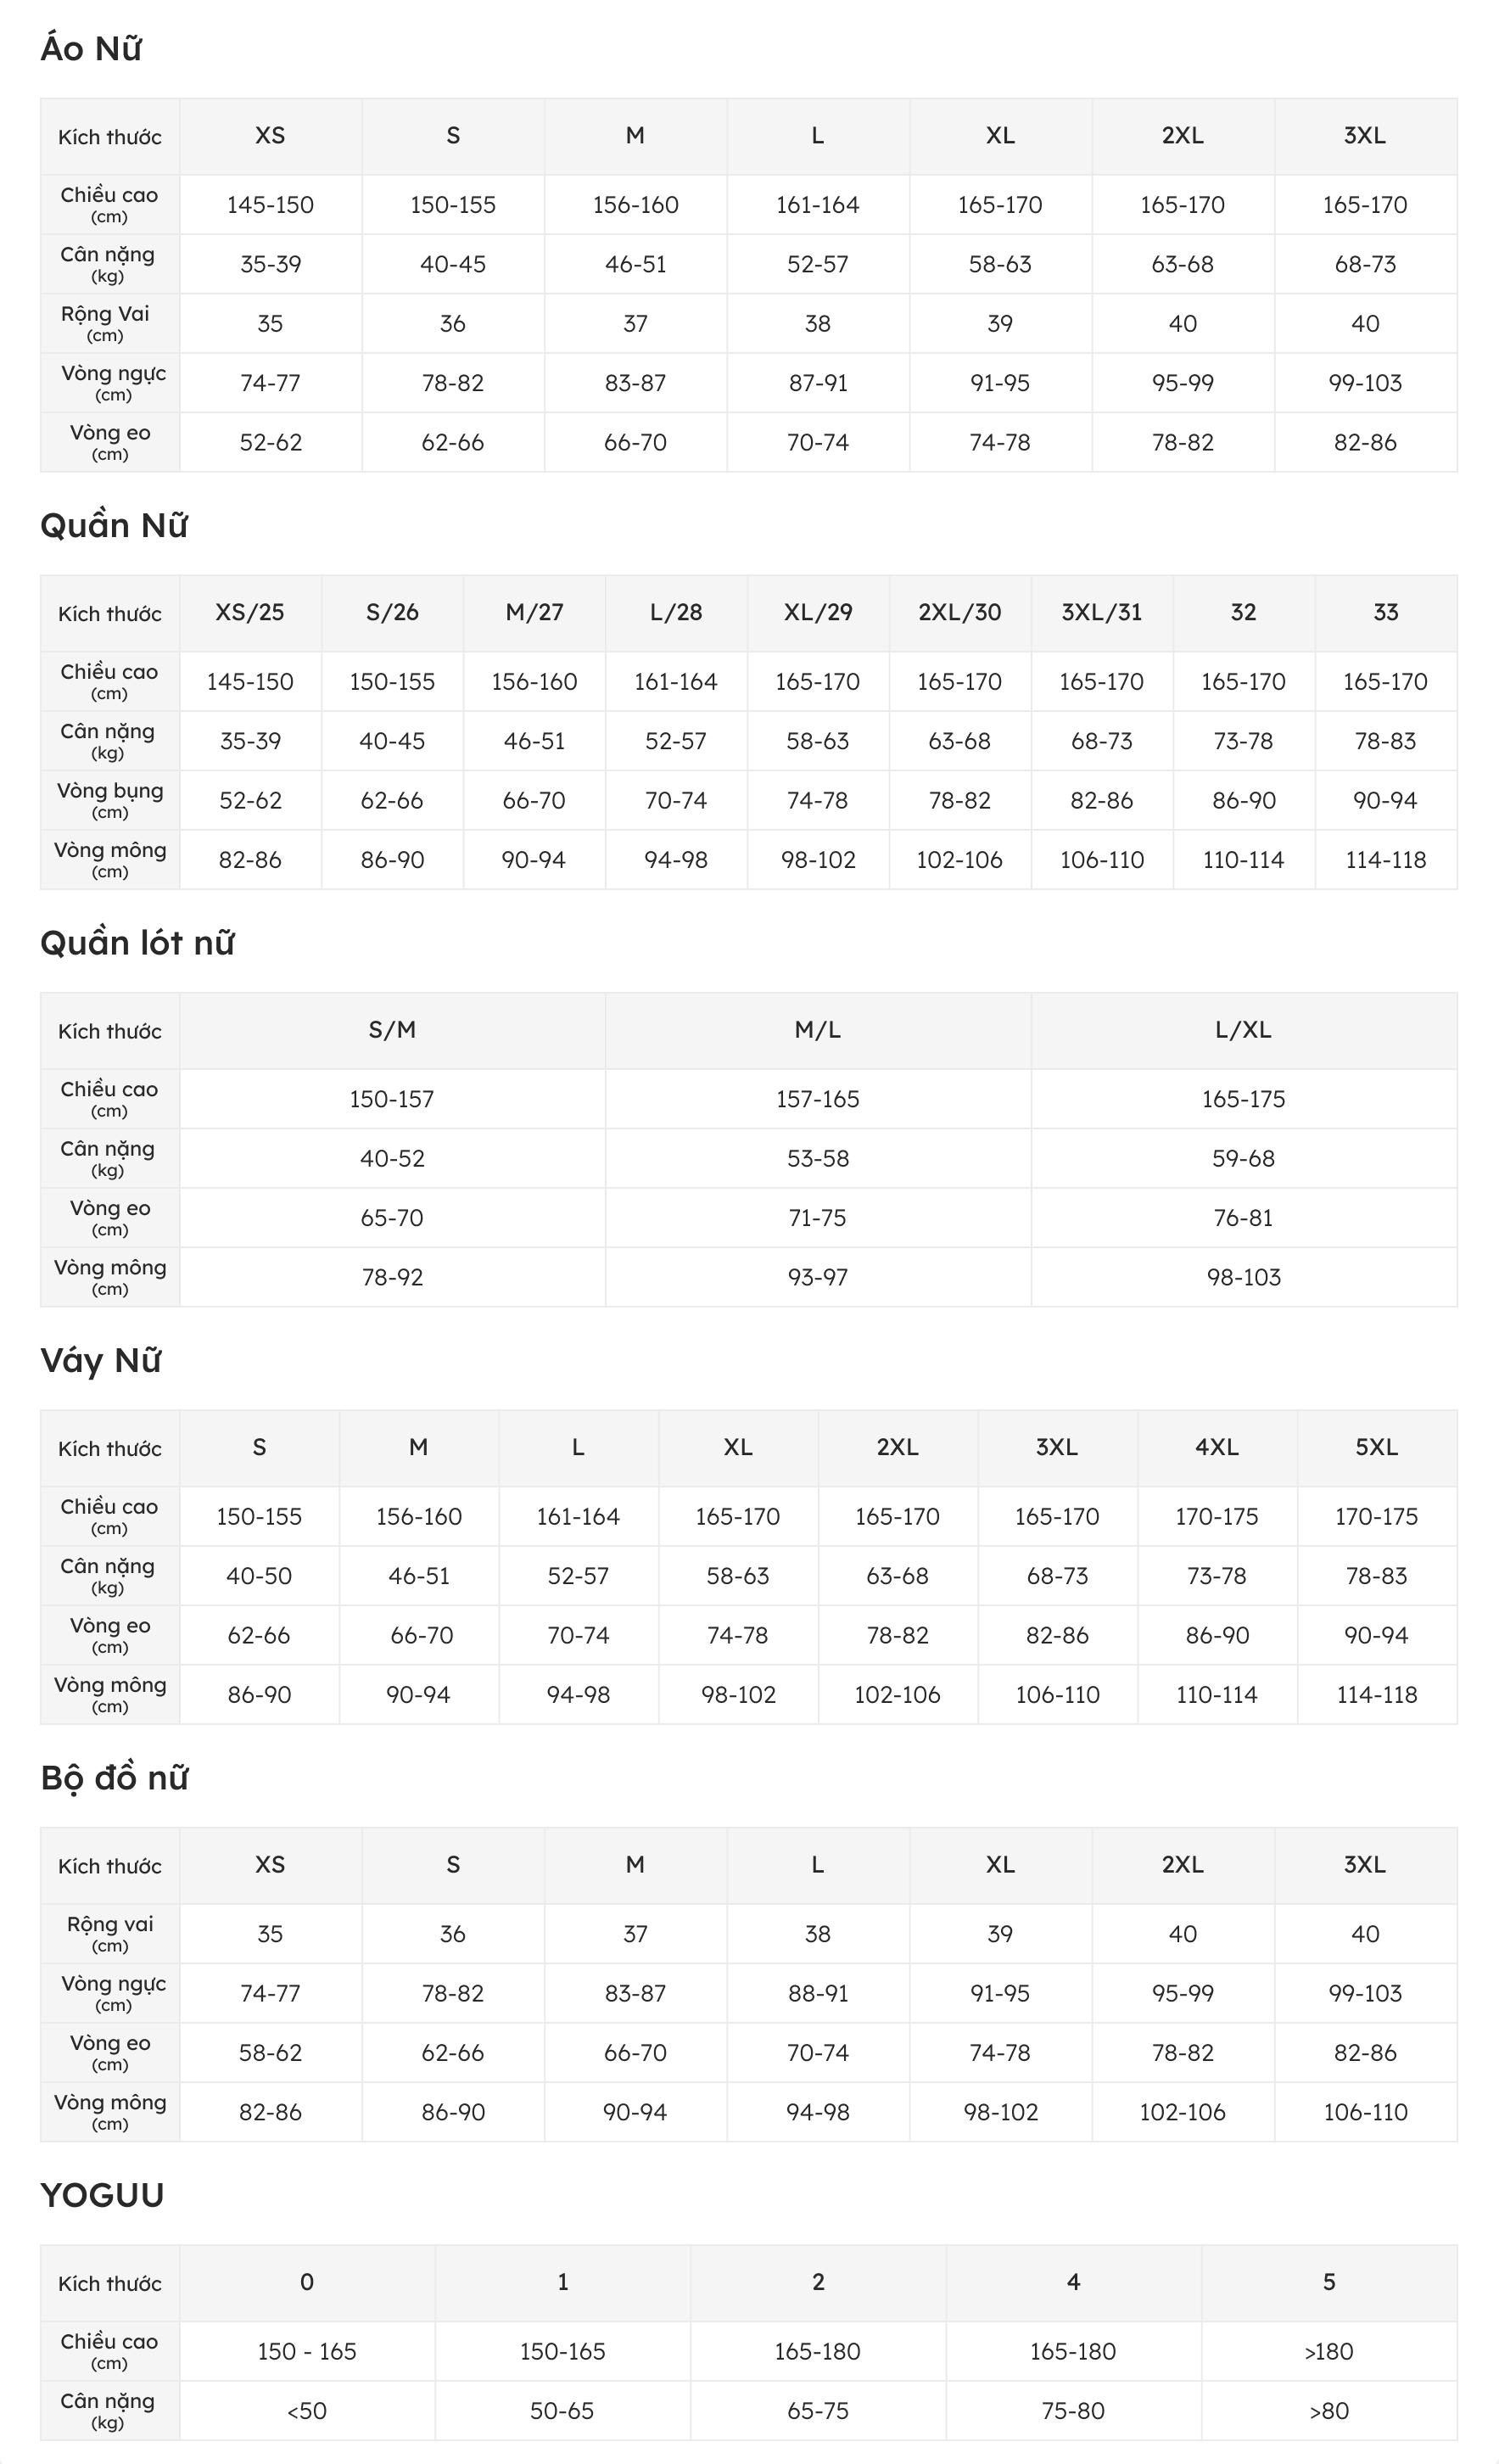 Áo Nữ
Kích thước XS S M L XL 2XL 3XL
Chiều cao (cm) 145-150 150-155 156-160 161-164 165-170 165-170 165-170
Cân nặng (kg) 35-39 40-45 46-51 52-57 58-63 63-68 68-73
Rộng Vai (cm) 35 36 37 38 39 40 40
Vòng ngực (cm) 74-77 78-82 83-87 87-91 91-95 95-99 99-103
Vòng eo (cm) 52-62 62-66 66-70 70-74 74-78 78-82 82-86
Quần Nữ
Kích thước XS/25 S/26 M/27 L/28 XL/29 2XL/30 3XL/31 32 33
Chiều cao (cm) 145-150 150-155 156-160 161-164 165-170 165-170 165-170 165-170 165-170
Cân nặng (kg) 35-39 40-45 46-51 52-57 58-63 63-68 68-73 73-78 78-83
Vòng bụng (cm) 52-62 62-66 66-70 70-74 74-78 78-82 82-86 86-90 90-94
Vòng mông (cm) 82-86 86-90 90-94 94-98 98-102 102-106 106-110 110-114 114-118
Quần lót nữ
Kích thước S/M M/L L/XL
Chiều cao (cm) 150-157 157-165 165-175
Cân nặng (kg) 40-52 53-58 59-68
Vòng eo (cm) 65-70 71-75 76-81
Vòng mông (cm) 78-92 93-97 98-103
Váy Nữ
Kích thước S M L XL 2XL 3XL 4XL 5XL
Chiều cao (cm) 150-155 156-160 161-164 165-170 165-170 165-170 170-175 170-175
Cân nặng (kg) 40-50 46-51 52-57 58-63 63-68 68-73 73-78 78-83
Vòng eo (cm) 62-66 66-70 70-74 74-78 78-82 82-86 86-90 90-94
Vòng mông (cm) 86-90 90-94 94-98 98-102 102-106 106-110 110-114 114-118
Bộ đồ nữ
Kích thước XS S M L XL 2XL 3XL
Rộng vai (cm) 35 36 37 38 39 40 40
Vòng ngực (cm) 74-77 78-82 83-87 88-91 91-95 95-99 99-103
Vòng eo (cm) 58-62 62-66 66-70 70-74 74-78 78-82 82-86
Vòng mông (cm) 82-86 86-90 90-94 94-98 98-102 102-106 106-110
YOGUU
Kích thước 0 1 2 4 5
Chiều cao (cm) 150 - 165 150-165 165-180 165-180 >180
Cân nặng (kg) <50 50-65 65-75 75-80 >80